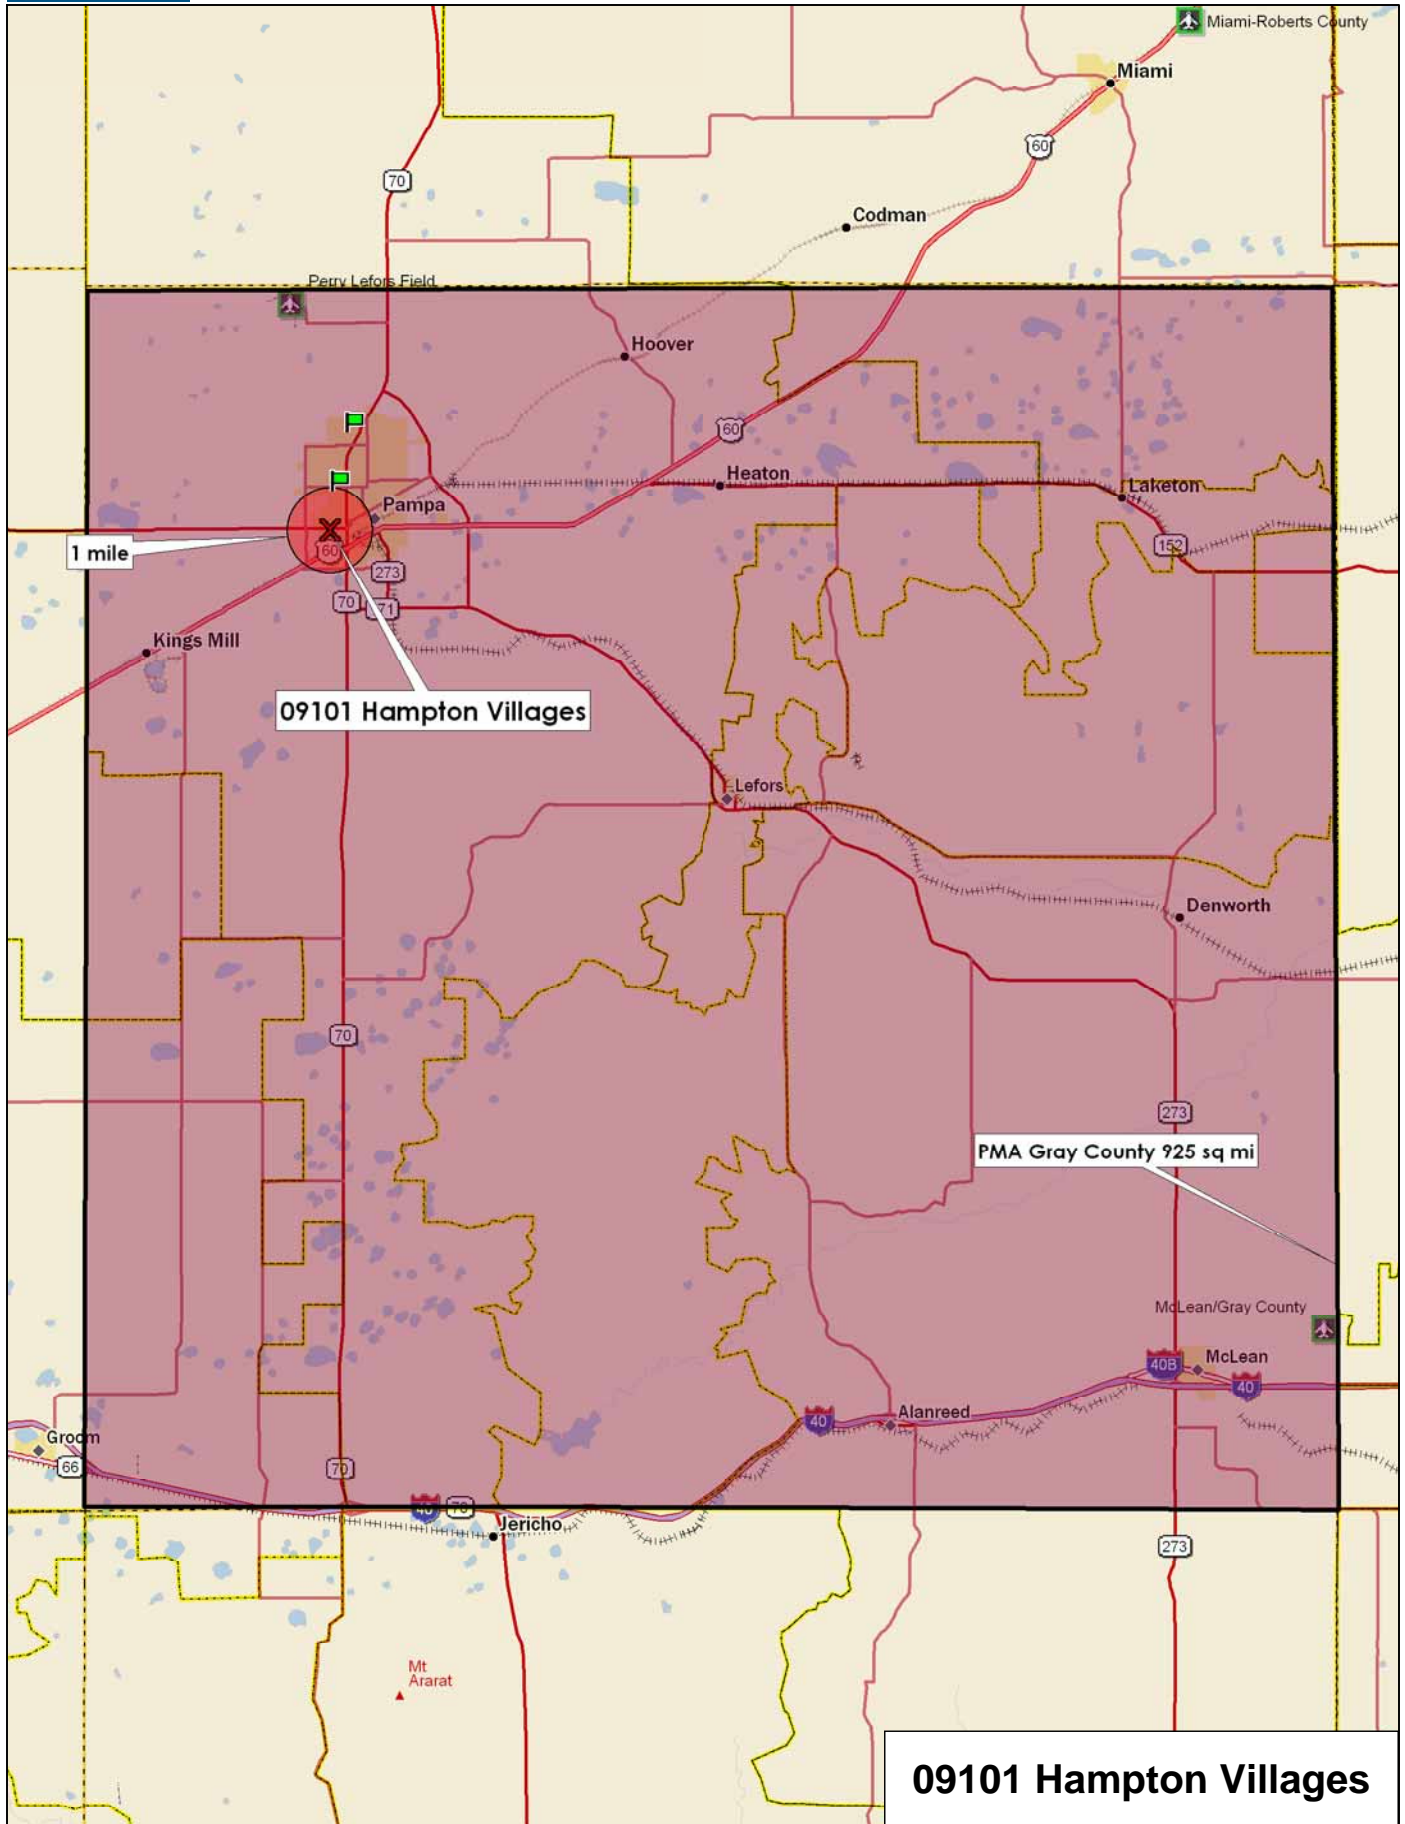 Miami-Roberts County
Miami
60
70
Codman
Perry Lefors Field
Hoover
60
Heaton
Laketon
Pampa
1 mile
60
152
273
70
171
Kings Mill
09101 Hampton Villages
Lefors
Denworth
70
273
PMA Gray County 925 sq mi
McLean/Gray County
40B
McLean
40
Alanreed
40
Groom
66
70
40
70
Jericho
273
Mt
Ararat
09101 Hampton Villages